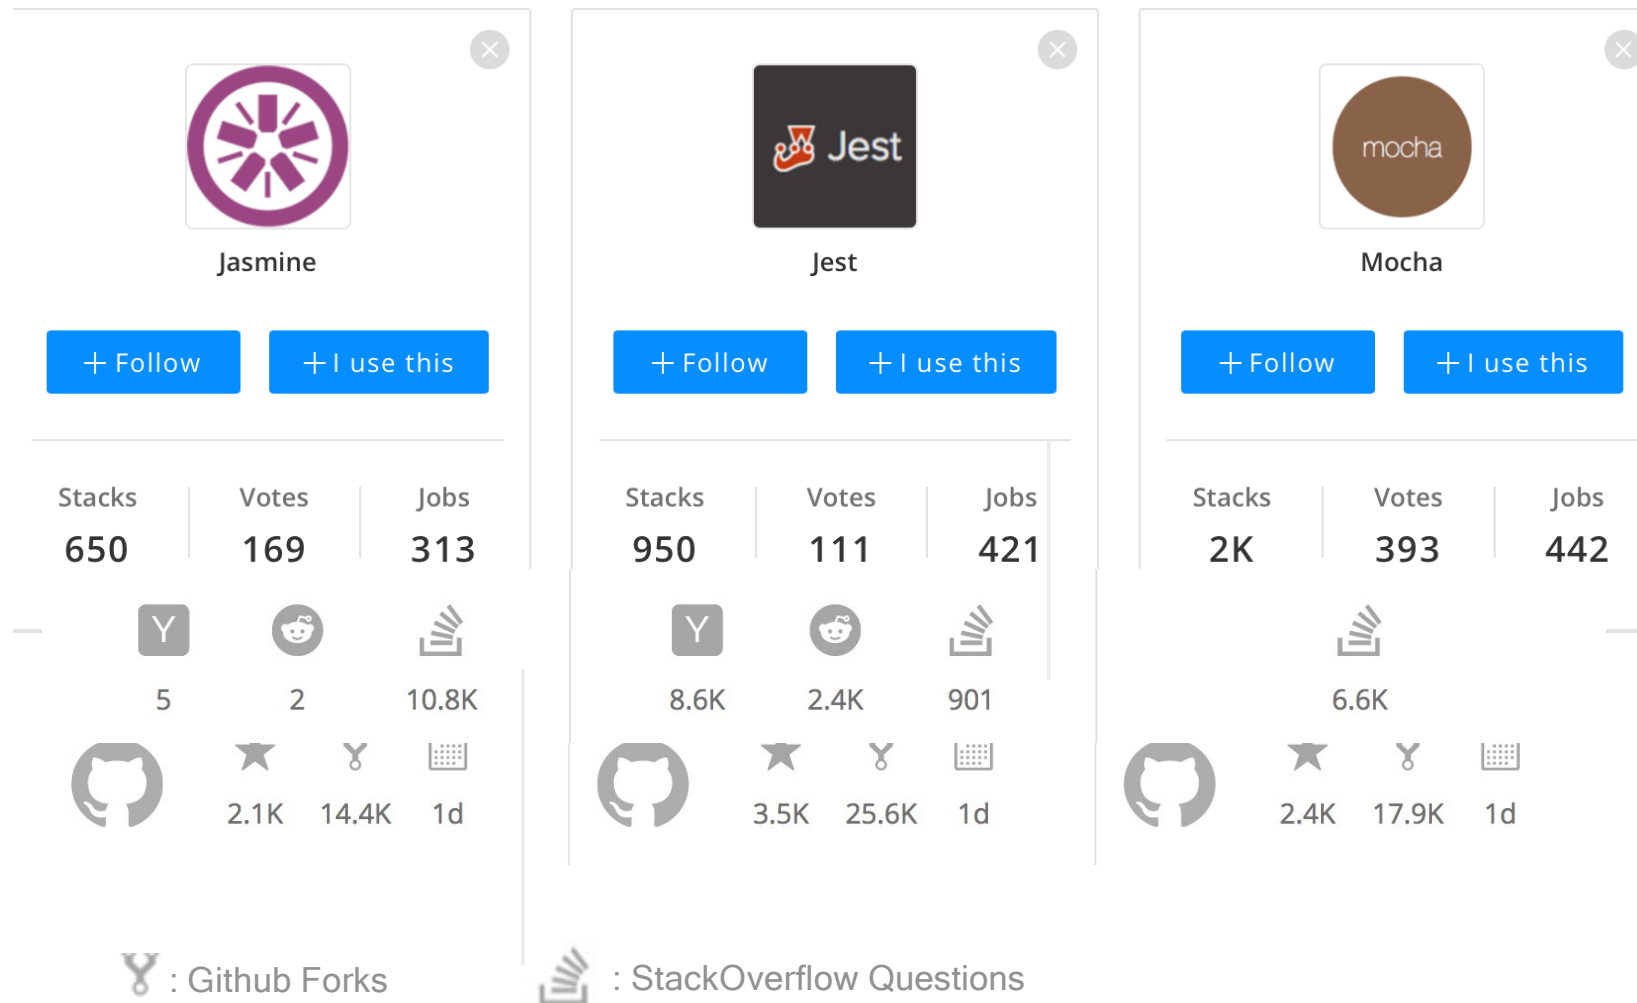 Jest
mocha
Jasmine
Jest
Mocha
+ Follow
+ I use this
+ Follow
+ I use this
+ Follow
+ I use this
Stacks Votes Jobs
650 169 313
Stacks Votes Jobs
950 111 421
Stacks Votes Jobs
2K 393 442
Y
Y
5 2 10.8K
8.6K 2.4K 901
6.6K
2.1K 14.4K 1d
3.5K 25.6K 1d
2.4K 17.9K 1d
: Github Forks
: StackOverflow Questions